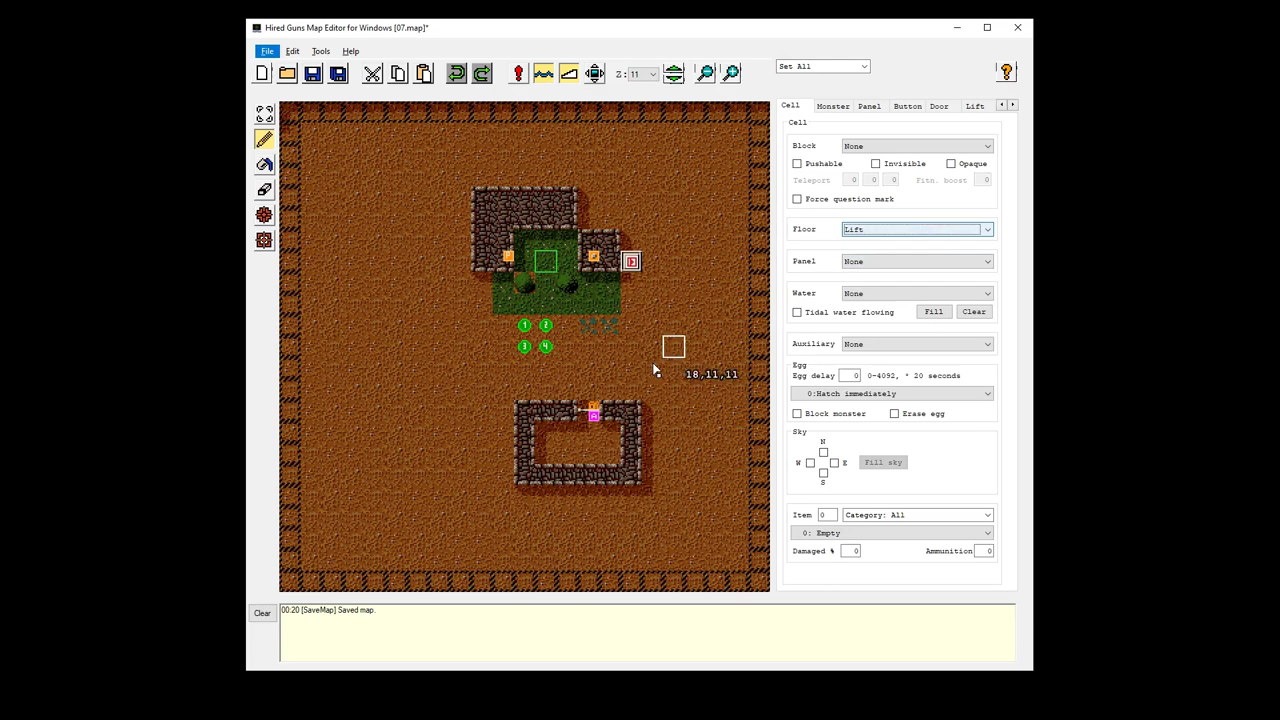 Hired Guns Map Editor for Windows [07.map]*
File Edit Tools Help
Z: 11
Set All
Cell Monster Panel Button Door Lift
Cell
Block None
Pushable Invisible Opaque
Teleport 0 0 0 Fitn. boost 0
Force question mark
Floor Lift
Panel None
Water None
Tidal water flowing Fill Clear
Auxiliary None
Egg
Egg delay 0 0-4092, * 20 seconds
0:Hatch immediately
Block monster Erase egg
Sky
N
W E Fill sky
S
Item 0 Category: All
0: Empty
Damaged % 0 Ammunition 0
1 2
3 4
18,11,11
Clear 00:20 [SaveMap] Saved map.